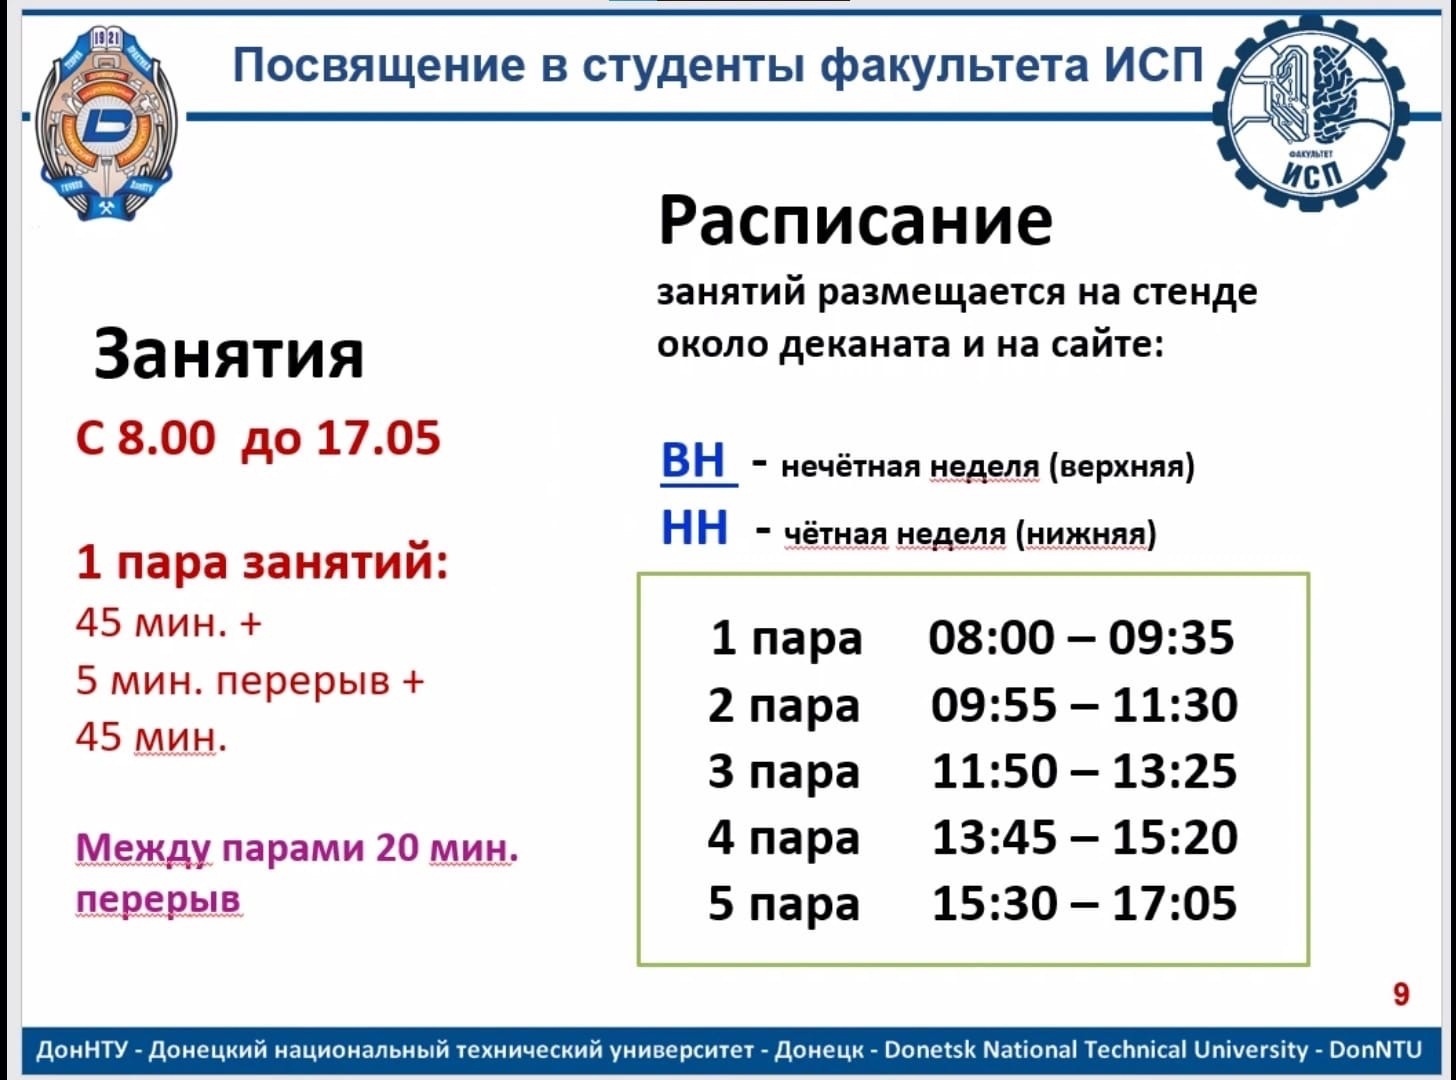 1921
Посвящение в студенты факультета ИСП
ФАКУЛЬТЕТ
ИСП
Занятия
С 8.00 до 17.05
1 пара занятий:
45 мин. +
5 мин. перерыв +
45 мин.
Между парами 20 мин.
перерыв
Расписание
занятий размещается на стенде
около деканата и на сайте:
ВН - нечётная неделя (верхняя)
НН - чётная неделя (нижняя)
1 пара 08:00 – 09:35
2 пара 09:55 – 11:30
3 пара 11:50 – 13:25
4 пара 13:45 – 15:20
5 пара 15:30 – 17:05
9
ДонНТУ - Донецкий национальный технический университет - Донецк - Donetsk National Technical University - DonNTU